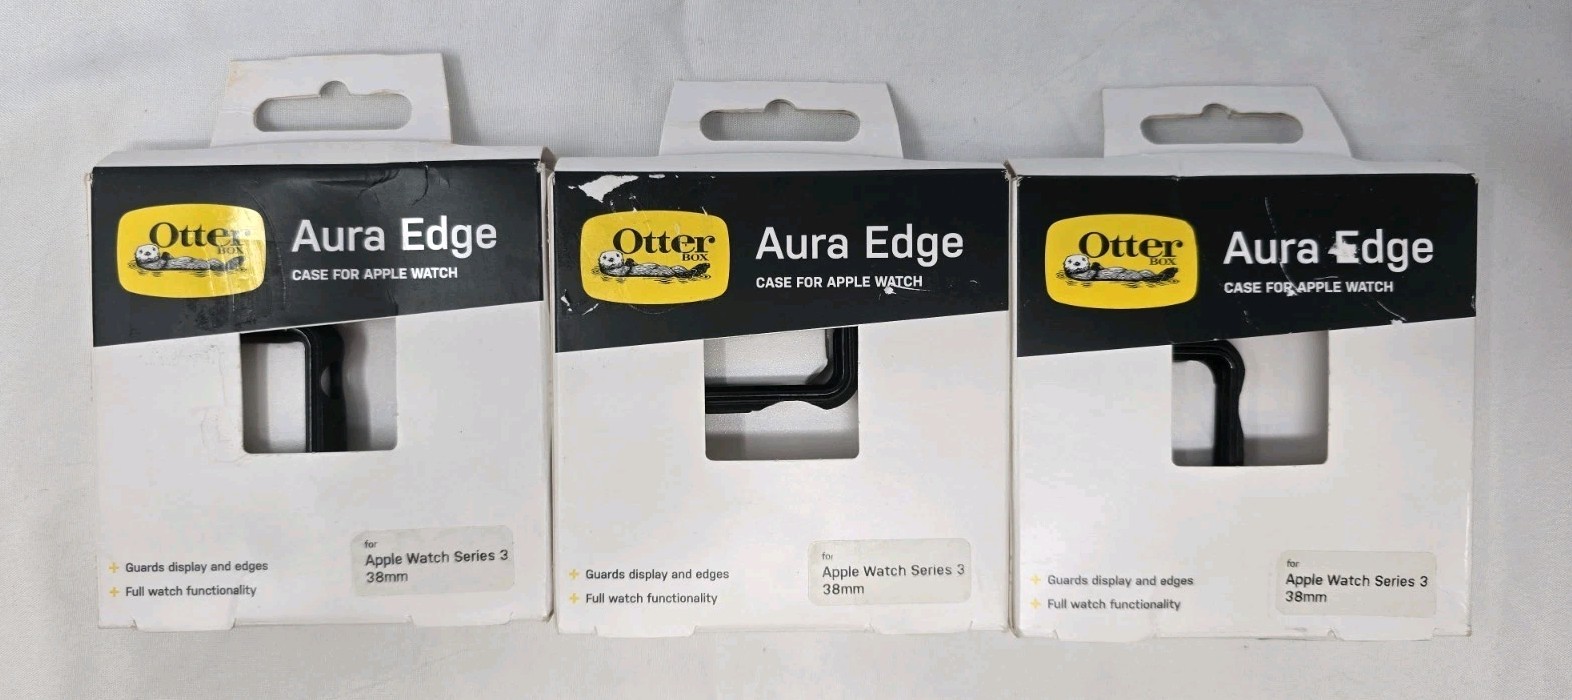 Otter
BOX
Aura Edge
CASE FOR APPLE WATCH
Guards display and edges
Full watch functionality
for
Apple Watch Series 3
38mm
Otter
BOX
Aura Edge
CASE FOR APPLE WATCH
Guards display and edges
Full watch functionality
for
Apple Watch Series 3
38mm
Otter
BOX
Aura Edge
CASE FOR APPLE WATCH
Guards display and edges
Full watch functionality
for
Apple Watch Series 3
38mm